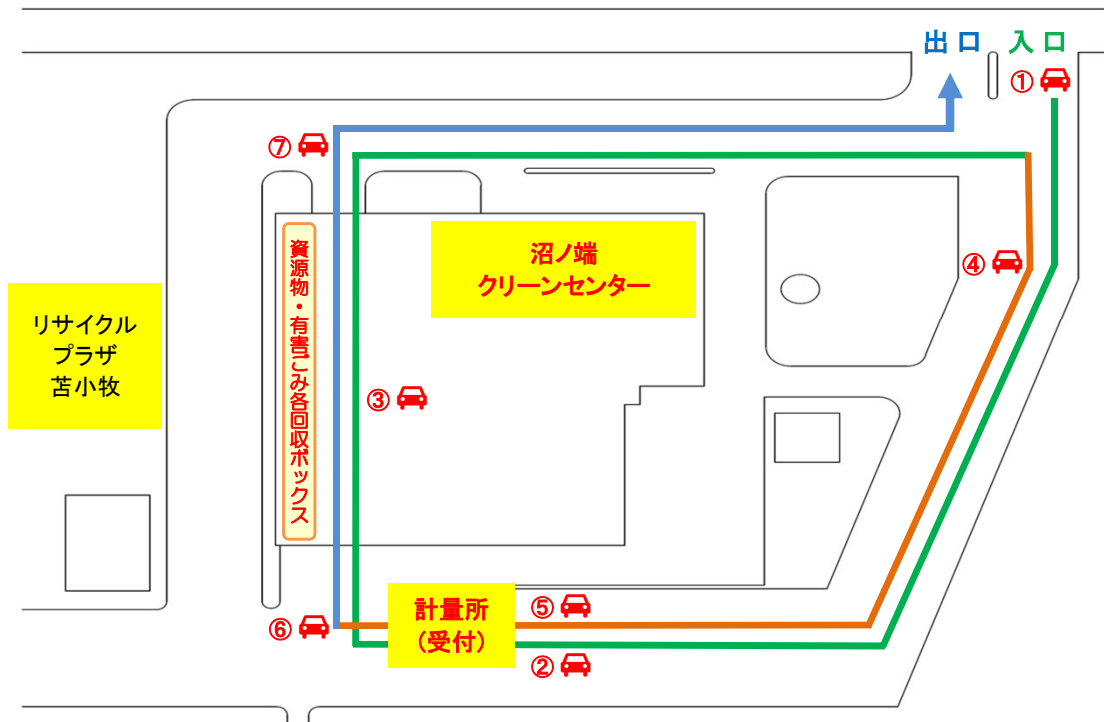 出口
入口
①
⑦
沼ノ端
クリーンセンター
④
資源物・有害ごみ各回収ボックス
リサイクル
プラザ
苫小牧
③
計量所
(受付)
⑤
⑥
②